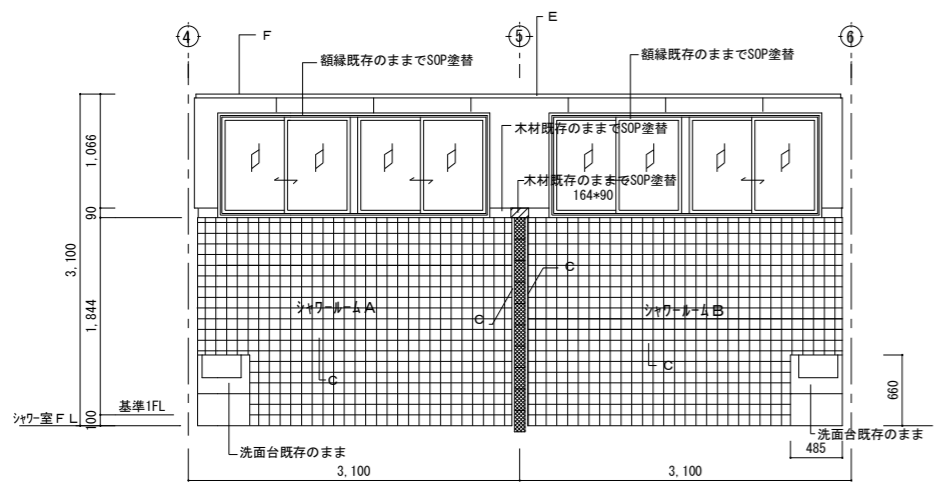 E
④
F
⑤
⑥
額縁既存のままでSOP塗替
額縁既存のままでSOP塗替
1,066
木材既存のままでSOP塗替
木材既存のままでSOP塗替
164*90
90
3,100
C
1,844
シャワールームA
シャワールームB
C
C
C
660
基準1FL
100
シャワー室FL
洗面台既存のまま
洗面台既存のまま
485
3,100
3,100